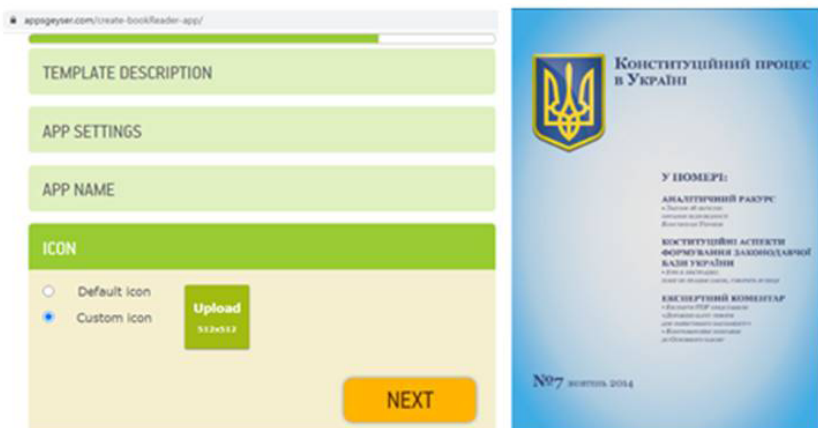 appsgeyser.com/create-bookReader-app/
TEMPLATE DESCRIPTION
APP SETTINGS
APP NAME
ICON
Default icon
Custom icon
Upload
512x512
NEXT
Конституційний процес
в Україні
У НОМЕРІ:
АНАЛІТИЧНИЙ РАКУРС
КОСТИТУЦІЙНІ АСПЕКТИ
ФОРМУВАННЯ ЗАКОНОДАВЧОЇ
БАЗИ УКРАЇНИ
ЕКСПЕРТНИЙ КОМЕНТАР
№7 жовтень 2014